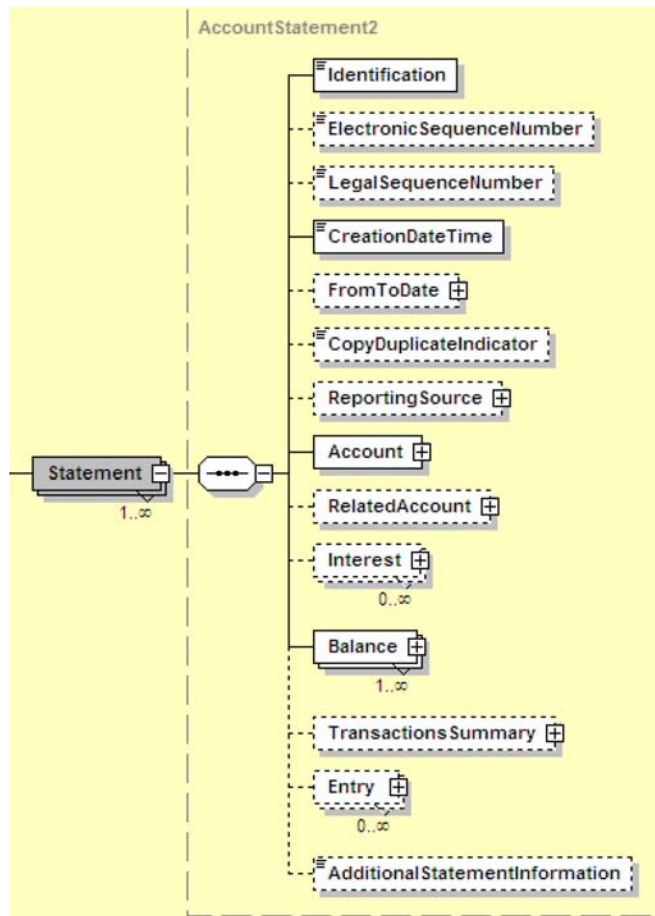 AccountStatement2
Identification
ElectronicSequenceNumber
LegalSequenceNumber
CreationDateTime
FromToDate
CopyDuplicateIndicator
ReportingSource
Account
Statement
1..∞
RelatedAccount
Interest
0..∞
Balance
1..∞
TransactionsSummary
Entry
0..∞
AdditionalStatementInformation